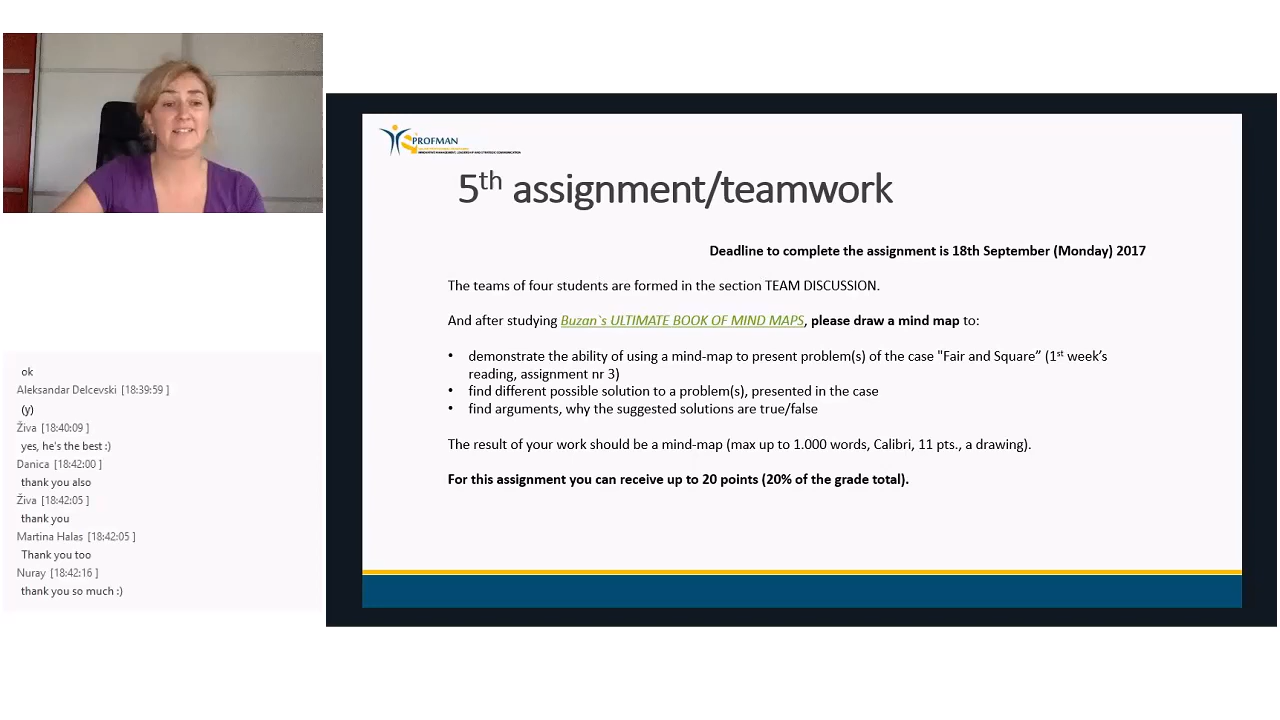 ok
Aleksandar Delcevski [18:39:59 ]
(y)
Živa [18:40:09 ]
yes, he's the best :)
Danica [18:42:00 ]
thank you also
Živa [18:42:05 ]
thank you
Martina Halas [18:42:05 ]
Thank you too
Nuray [18:42:16 ]
thank you so much :)
PROFMAN
INNOVATIVE MANAGEMENT, LEADERSHIP AND STRATEGIC COMMUNICATION
5th assignment/teamwork
Deadline to complete the assignment is 18th September (Monday) 2017
The teams of four students are formed in the section TEAM DISCUSSION.
And after studying Buzan`s ULTIMATE BOOK OF MIND MAPS, please draw a mind map to:
• demonstrate the ability of using a mind-map to present problem(s) of the case "Fair and Square” (1st week’s
reading, assignment nr 3)
• find different possible solution to a problem(s), presented in the case
• find arguments, why the suggested solutions are true/false
The result of your work should be a mind-map (max up to 1.000 words, Calibri, 11 pts., a drawing).
For this assignment you can receive up to 20 points (20% of the grade total).